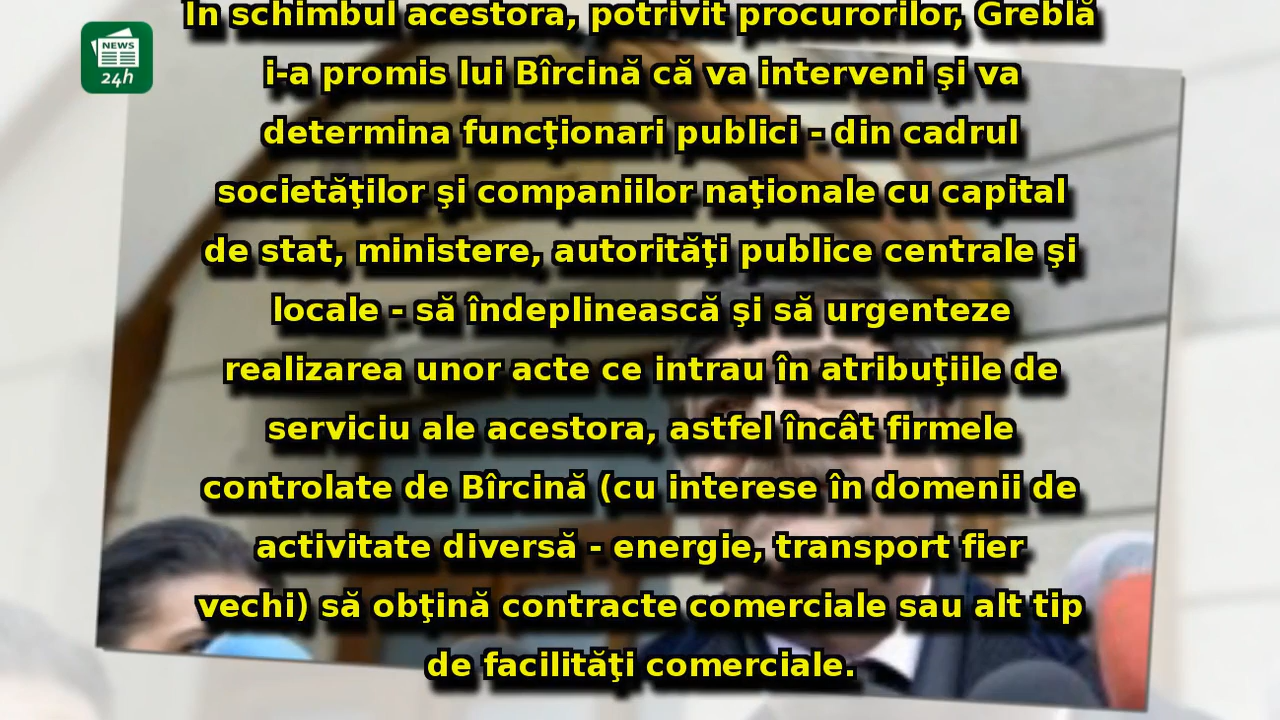 NEWS
24h
În schimbul acestora, potrivit procurorilor, Greblă
i-a promis lui Bîrcină că va interveni şi va
determina funcţionari publici - din cadrul
societăţilor şi companiilor naţionale cu capital
de stat, ministere, autorităţi publice centrale şi
locale - să îndeplinească şi să urgenteze
realizarea unor acte ce intrau în atribuţiile de
serviciu ale acestora, astfel încât firmele
controlate de Bîrcină (cu interese în domenii de
activitate diversă - energie, transport fier
vechi) să obţină contracte comerciale sau alt tip
de facilităţi comerciale.